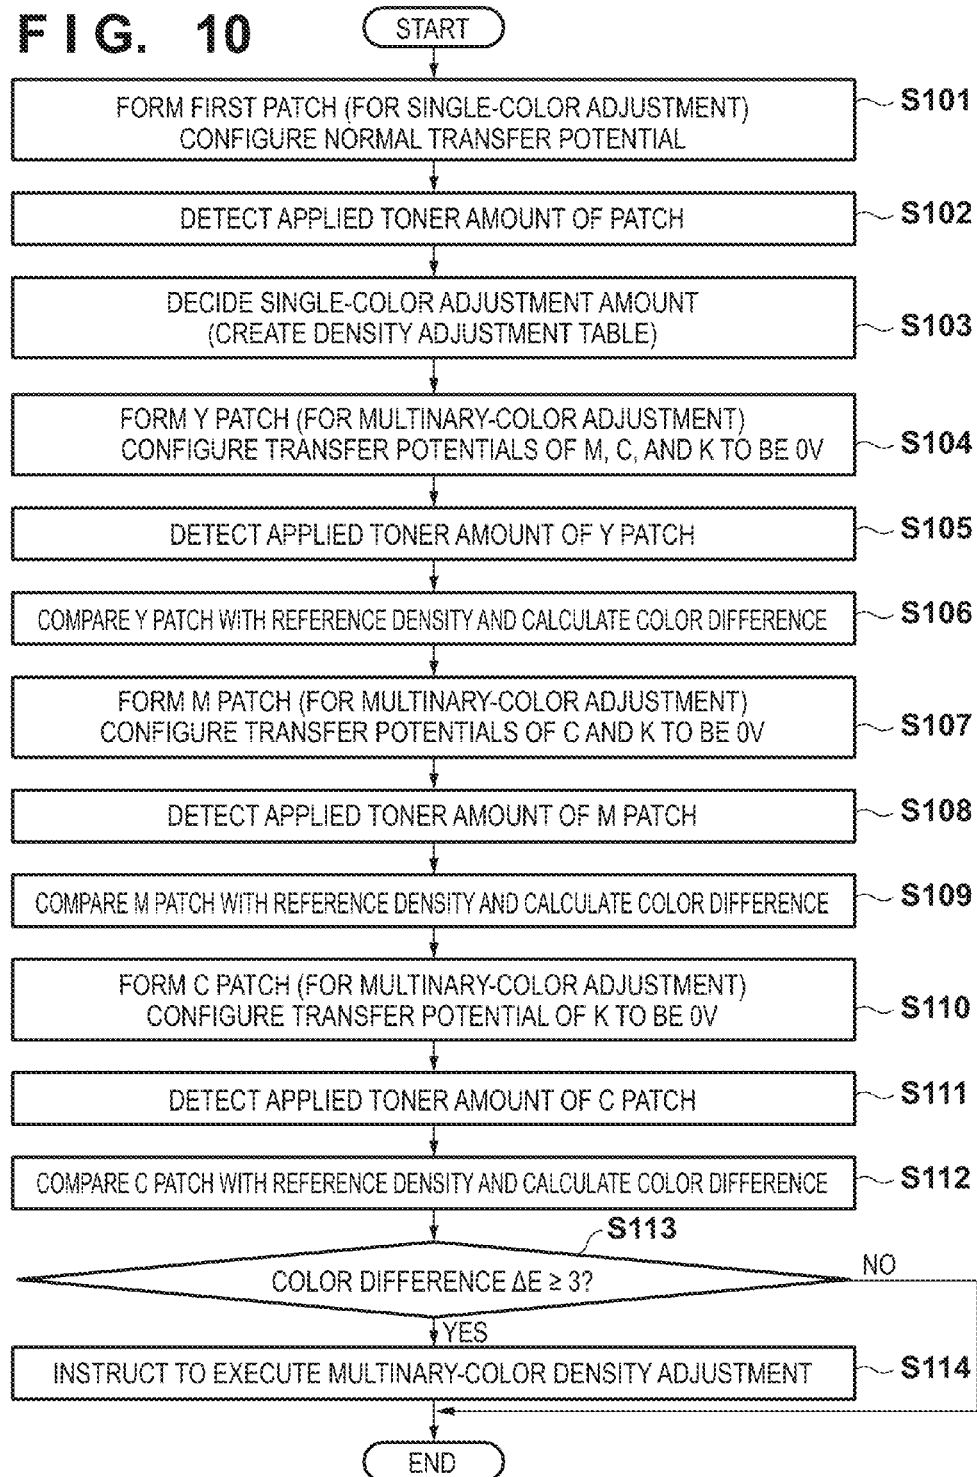 FIG. 10
START
FORM FIRST PATCH (FOR SINGLE-COLOR ADJUSTMENT)
CONFIGURE NORMAL TRANSFER POTENTIAL
S101
DETECT APPLIED TONER AMOUNT OF PATCH
S102
DECIDE SINGLE-COLOR ADJUSTMENT AMOUNT
(CREATE DENSITY ADJUSTMENT TABLE)
S103
FORM Y PATCH (FOR MULTINARY-COLOR ADJUSTMENT)
CONFIGURE TRANSFER POTENTIALS OF M, C, AND K TO BE 0V
S104
DETECT APPLIED TONER AMOUNT OF Y PATCH
S105
COMPARE Y PATCH WITH REFERENCE DENSITY AND CALCULATE COLOR DIFFERENCE
S106
FORM M PATCH (FOR MULTINARY-COLOR ADJUSTMENT)
CONFIGURE TRANSFER POTENTIALS OF C AND K TO BE 0V
S107
DETECT APPLIED TONER AMOUNT OF M PATCH
S108
COMPARE M PATCH WITH REFERENCE DENSITY AND CALCULATE COLOR DIFFERENCE
S109
FORM C PATCH (FOR MULTINARY-COLOR ADJUSTMENT)
CONFIGURE TRANSFER POTENTIAL OF K TO BE 0V
S110
DETECT APPLIED TONER AMOUNT OF C PATCH
S111
COMPARE C PATCH WITH REFERENCE DENSITY AND CALCULATE COLOR DIFFERENCE
S112
S113
COLOR DIFFERENCE ΔE ≥ 3?
NO
YES
INSTRUCT TO EXECUTE MULTINARY-COLOR DENSITY ADJUSTMENT
S114
END